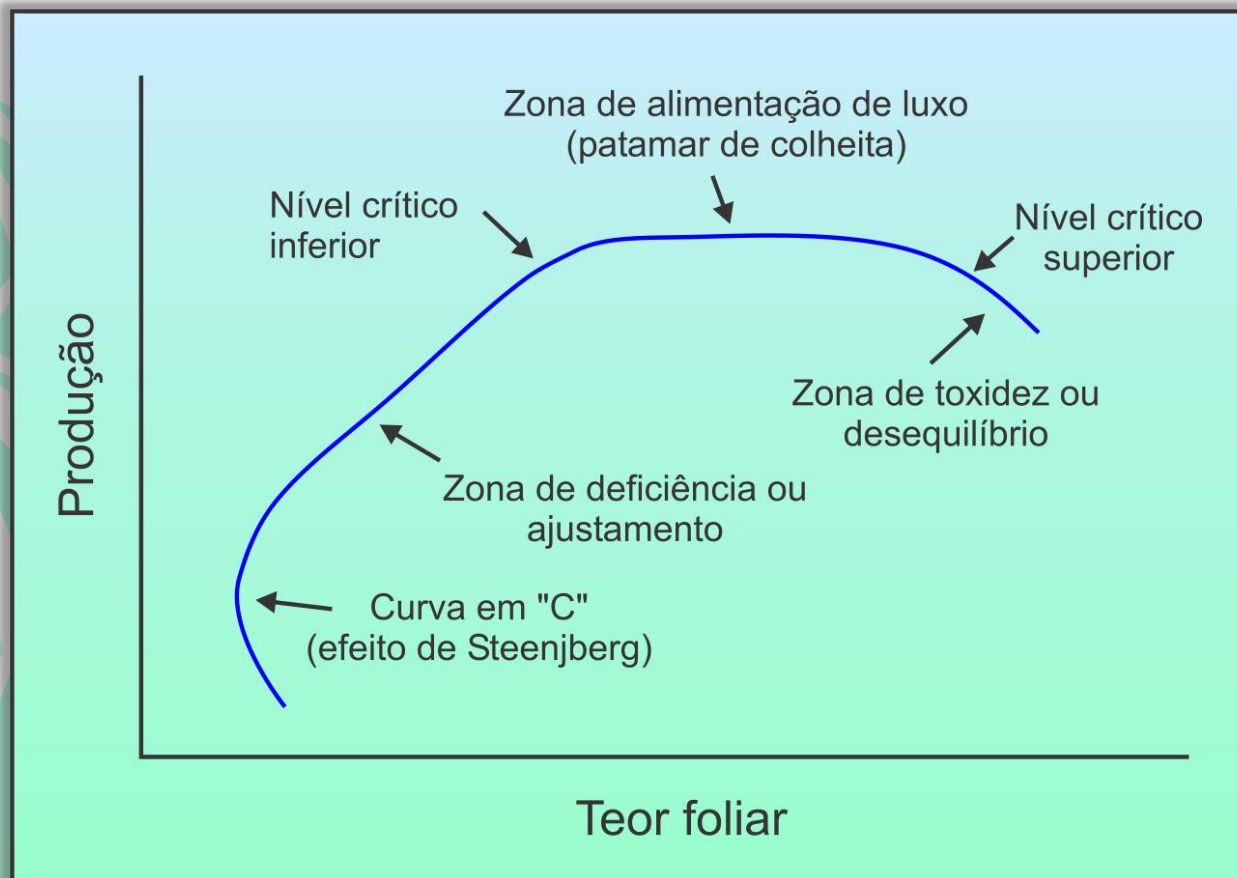 Zona de alimentação de luxo
(patamar de colheita)
Nível crítico
inferior
Nível crítico
superior
Produção
Zona de toxidez ou
desequilíbrio
Zona de deficiência ou
ajustamento
Curva em "C"
(efeito de Steenjberg)
Teor foliar